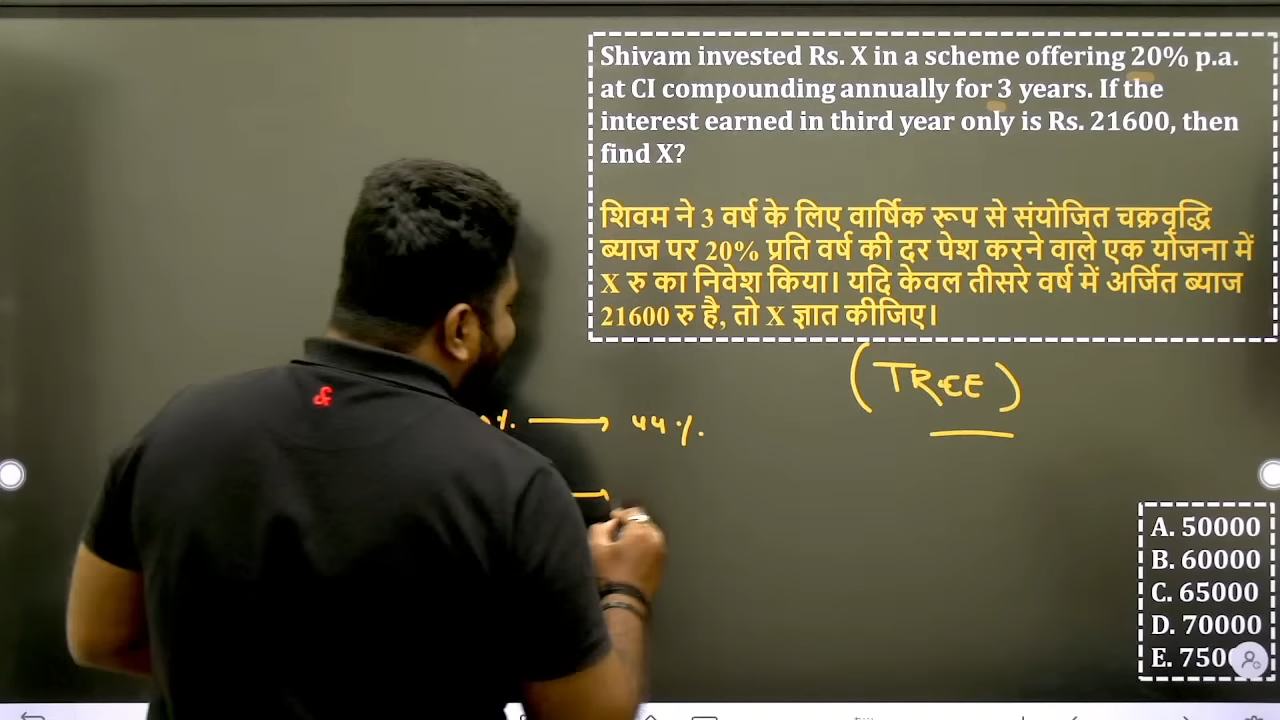 Shivam invested Rs. X in a scheme offering 20% p.a.
at CI compounding annually for 3 years. If the
interest earned in third year only is Rs. 21600, then
find X?
शिवम ने 3 वर्ष के लिए वार्षिक रूप से संयोजित चक्रवृद्धि
ब्याज पर 20% प्रति वर्ष की दर पेश करने वाले एक योजना में
X रु का निवेश किया। यदि केवल तीसरे वर्ष में अर्जित ब्याज
21600 रु है, तो X ज्ञात कीजिए।
(TREE)
% 44%.
A. 50000
B. 60000
C. 65000
D. 70000
E. 750